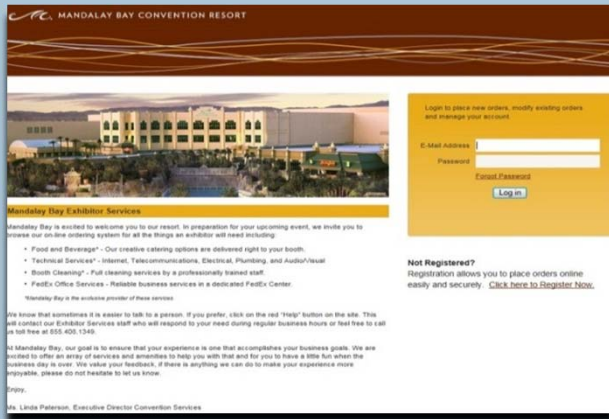 MANDALAY BAY CONVENTION RESORT
Login to place new orders, modify existing orders
and manage your account.
E-Mail Address
Password
Forgot Password
Log in
Mandalay Bay Exhibitor Services
Mandalay Bay is excited to welcome you to our resort. In preparation for your upcoming event, we invite you to
browse our on-line ordering system for all the things an exhibitor will need including:
• Food and Beverage* - Our creative catering options are delivered right to your booth.
• Technical Services* - Internet, Telecommunications, Electrical, Plumbing, and Audio/Visual
• Booth Cleaning* - Full cleaning services by a professionally trained staff.
• FedEx Office Services - Reliable business services in a dedicated FedEx Center.
*Mandalay Bay is the exclusive provider of these services
We know that sometimes it is easier to talk to a person. If you prefer, click on the red "Help" button on the site. This
will contact our Exhibitor Services staff who will respond to your need during regular business hours or feel free to call
us toll free at 855.408.1349.
At Mandalay Bay, our goal is to ensure that your experience is one that accomplishes your business goals. We are
excited to offer an array of services and amenities to help you with that and for you to have a little fun when the
business day is over. We value your feedback, if there is anything we can do to make your experience more
enjoyable, please do not hesitate to let us know.
Enjoy,
Ms. Linda Paterson, Executive Director Convention Services
Not Registered?
Registration allows you to place orders online
easily and securely. Click here to Register Now.